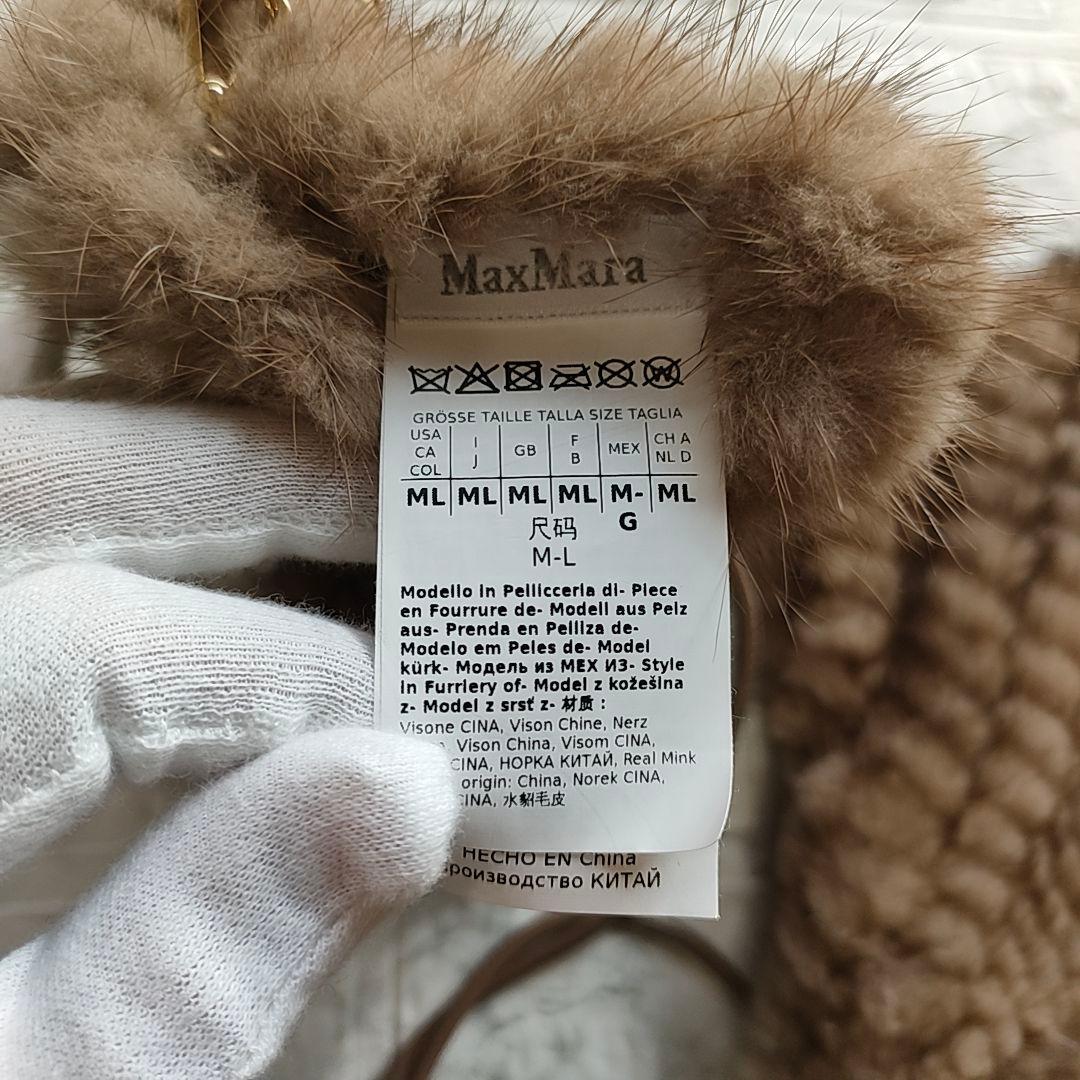 MaxMara
GRÖSSE TAILLE TALLA SIZE TAGLIA
USA CA COL I J GB F B MEX CH A NL D
ML ML ML ML M-G ML
尺码
M-L
Modello in Pellicceria di- Piece
en Fourrure de- Modell aus Pelz
aus- Prenda en Pelliza de-
Modelo em Peles de- Model
kürk- Модель из МЕХ ИЗ- Style
in Furriery of- Model z kožešina
z- Model z srsť z- 材质 :
Visone CINA, Vison Chine, Nerz
Vison China, Visom CINA,
CINA, НОРКА КИТАЙ, Real Mink
origin: China, Norek CINA,
CINA, 水貂毛皮
HECHO EN China
роизводство КИТАЙ